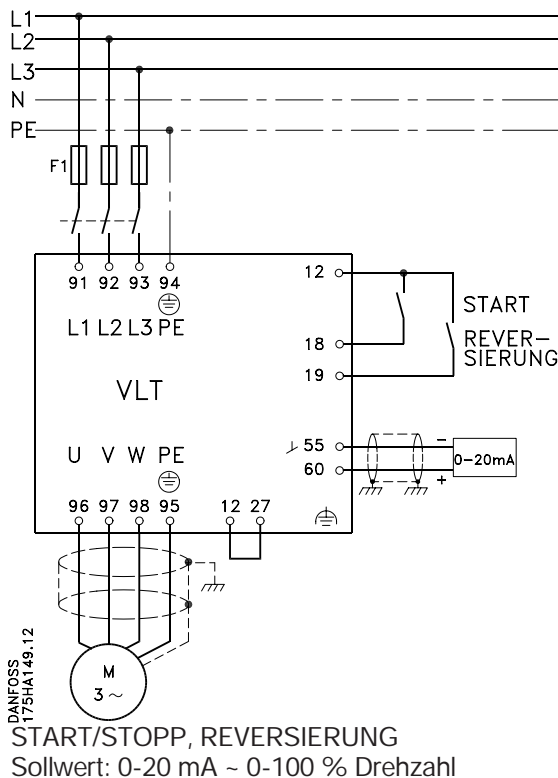 L1
L2
L3
N
PE
F1
91 92 93 94
L1 L2 L3 PE
12
18
19
START
REVER-
SIERUNG
VLT
55
60
-
+
0-20mA
U V W PE
96 97 98 95
12 27
M
3 ~
DANFOSS
175HA149.12
START/STOPP, REVERSIERUNG
Sollwert: 0-20 mA ~ 0-100 % Drehzahl